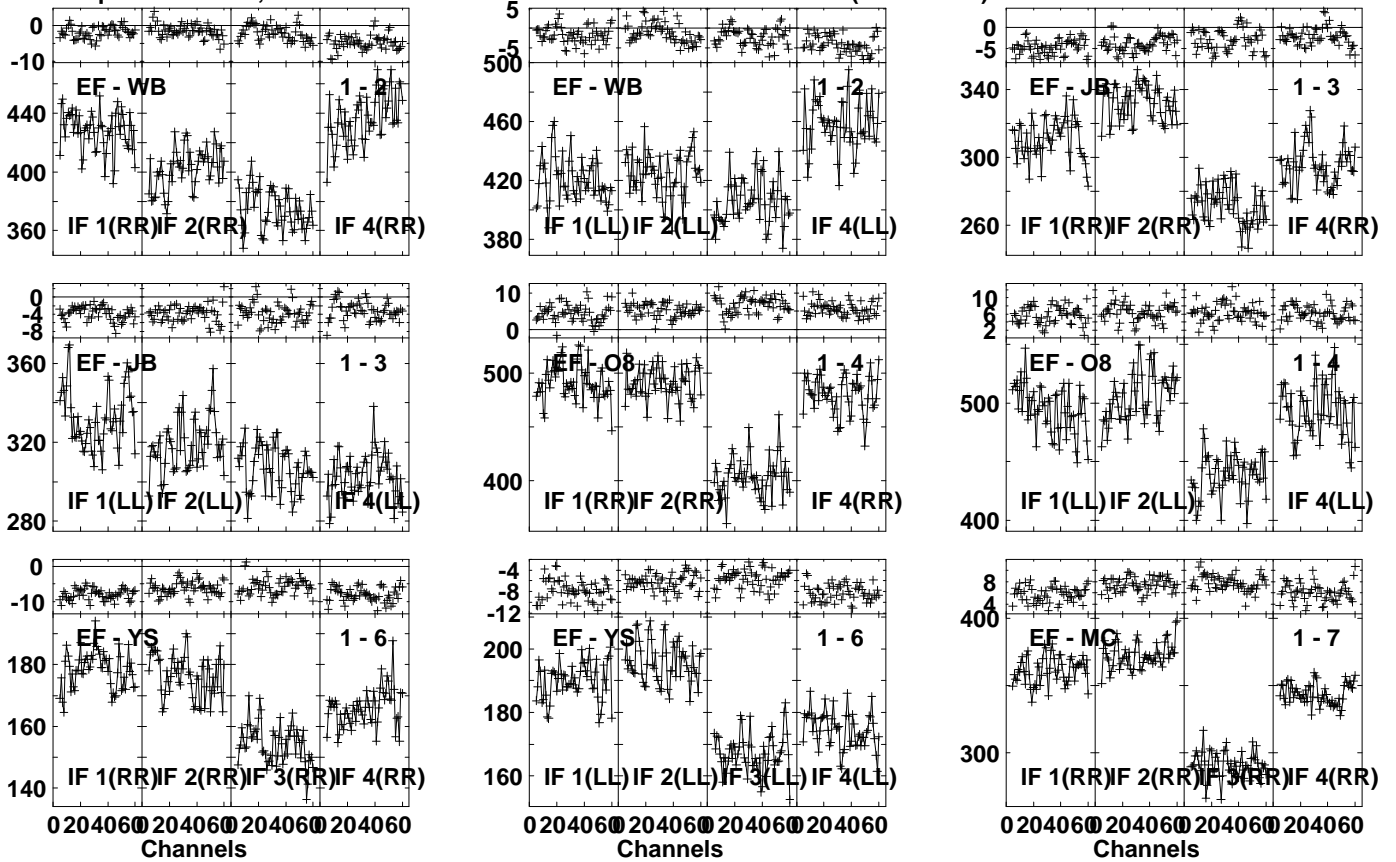 0
-10
EF - WB
1 - 2
440
400
360
IF 1(RR)
IF 2(RR)
IF 4(RR)
5
-5
500
EF - WB
1 - 2
460
420
380
IF 1(LL)
IF 2(LL)
IF 4(LL)
0
-5
EF - JB
1 - 3
340
300
260
IF 1(RR)
IF 2(RR)
IF 4(RR)
0
-4
-8
EF - JB
1 - 3
360
320
280
IF 1(LL)
IF 2(LL)
IF 4(LL)
10
0
EF - O8
1 - 4
500
400
IF 1(RR)
IF 2(RR)
IF 4(RR)
10
6
2
EF - O8
1 - 4
500
400
IF 1(LL)
IF 2(LL)
IF 4(LL)
0
-10
EF - YS
1 - 6
180
160
140
IF 1(RR)
IF 2(RR)
IF 3(RR)
IF 4(RR)
0 20 40 60 0 20 40 60 0 20 40 60 0 20 40 60
Channels
-4
-8
-12
EF - YS
1 - 6
200
180
160
IF 1(LL)
IF 2(LL)
IF 3(LL)
IF 4(LL)
0 20 40 60 0 20 40 60 0 20 40 60 0 20 40 60
Channels
8
4
400
EF - MC
1 - 7
300
IF 1(RR)
IF 2(RR)
IF 3(RR)
IF 4(RR)
0 20 40 60 0 20 40 60 0 20 40 60 0 20 40 60
Channels